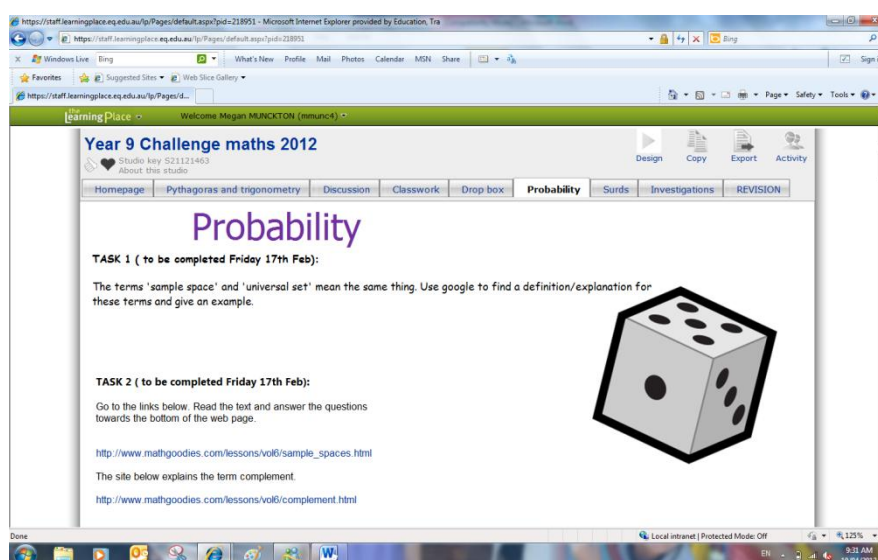 https://staff.learningplace.eq.edu.au/lp/Pages/default.aspx?pid=218951 - Microsoft Internet Explorer provided by Education, Tra
https://staff.learningplace.eq.edu.au/lp/Pages/default.aspx?pid=218951 Bing
X Windows Live Bing What's New Profile Mail Photos Calendar MSN Share Sign
Favorites Suggested Sites Web Slice Gallery
https://staff.learningplace.eq.edu.au/lp/Pages/d... Page Safety Tools
the
learningPlace Welcome Megan MUNCKTON (mmunc4)
Year 9 Challenge maths 2012
Studio key S21121463
About this studio
Design Copy Export Activity
Homepage Pythagoras and trigonometry Discussion Classwork Drop box Probability Surds Investigations REVISION
Probability
TASK 1 ( to be completed Friday 17th Feb):
The terms 'sample space' and 'universal set' mean the same thing. Use google to find a definition/explanation for
these terms and give an example.
TASK 2 ( to be completed Friday 17th Feb):
Go to the links below. Read the text and answer the questions
towards the bottom of the web page.
http://www.mathgoodies.com/lessons/vol6/sample_spaces.html
The site below explains the term complement.
http://www.mathgoodies.com/lessons/vol6/complement.html
Done Local intranet | Protected Mode: Off 125%
EN 9:31 AM